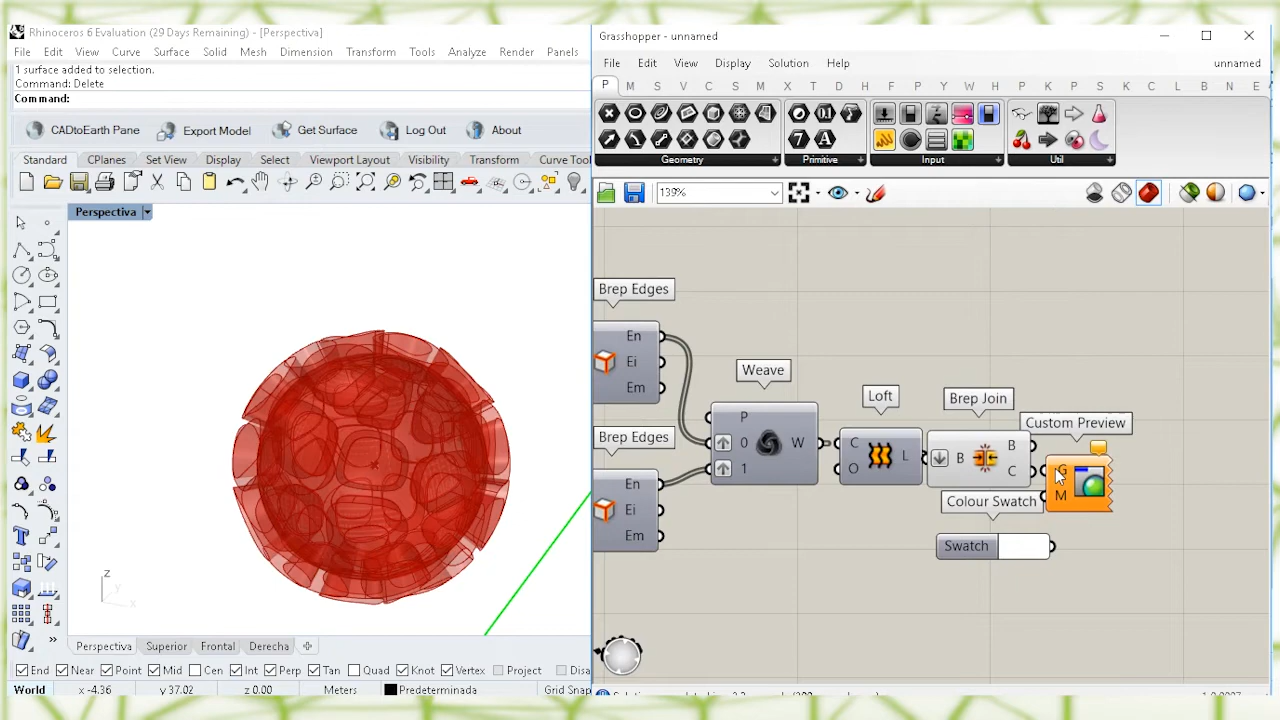 Rhinoceros 6 Evaluation (29 Days Remaining) - [Perspectiva]
File Edit View Curve Surface Solid Mesh Dimension Transform Tools Analyze Render Panels
1 surface added to selection.
Command: Delete
Command:
CADtoEarth Pane Export Model Get Surface Log Out About
Standard CPlanes Set View Display Select Viewport Layout Visibility Transform Curve Too
Perspectiva
z
y
x
Perspectiva Superior Frontal Derecha
End Near Point Mid Cen Int Perp Tan Quad Knot Vertex Project Disa
World x -4.36 y 37.02 z 0.00 Meters Predeterminada Grid Snap
Grasshopper - unnamed
File Edit View Display Solution Help unnamed
P M S V C S M X T D H F P Y W H K P S K C L B N E
Geometry Primitive Input Util
139%
Brep Edges
En
Ei
Em
Weave
P
0 W
1
Loft
C L
O
Brep Join
B B
C
Custom Preview
G
M
Brep Edges
En
Ei
Em
Colour Swatch
Swatch